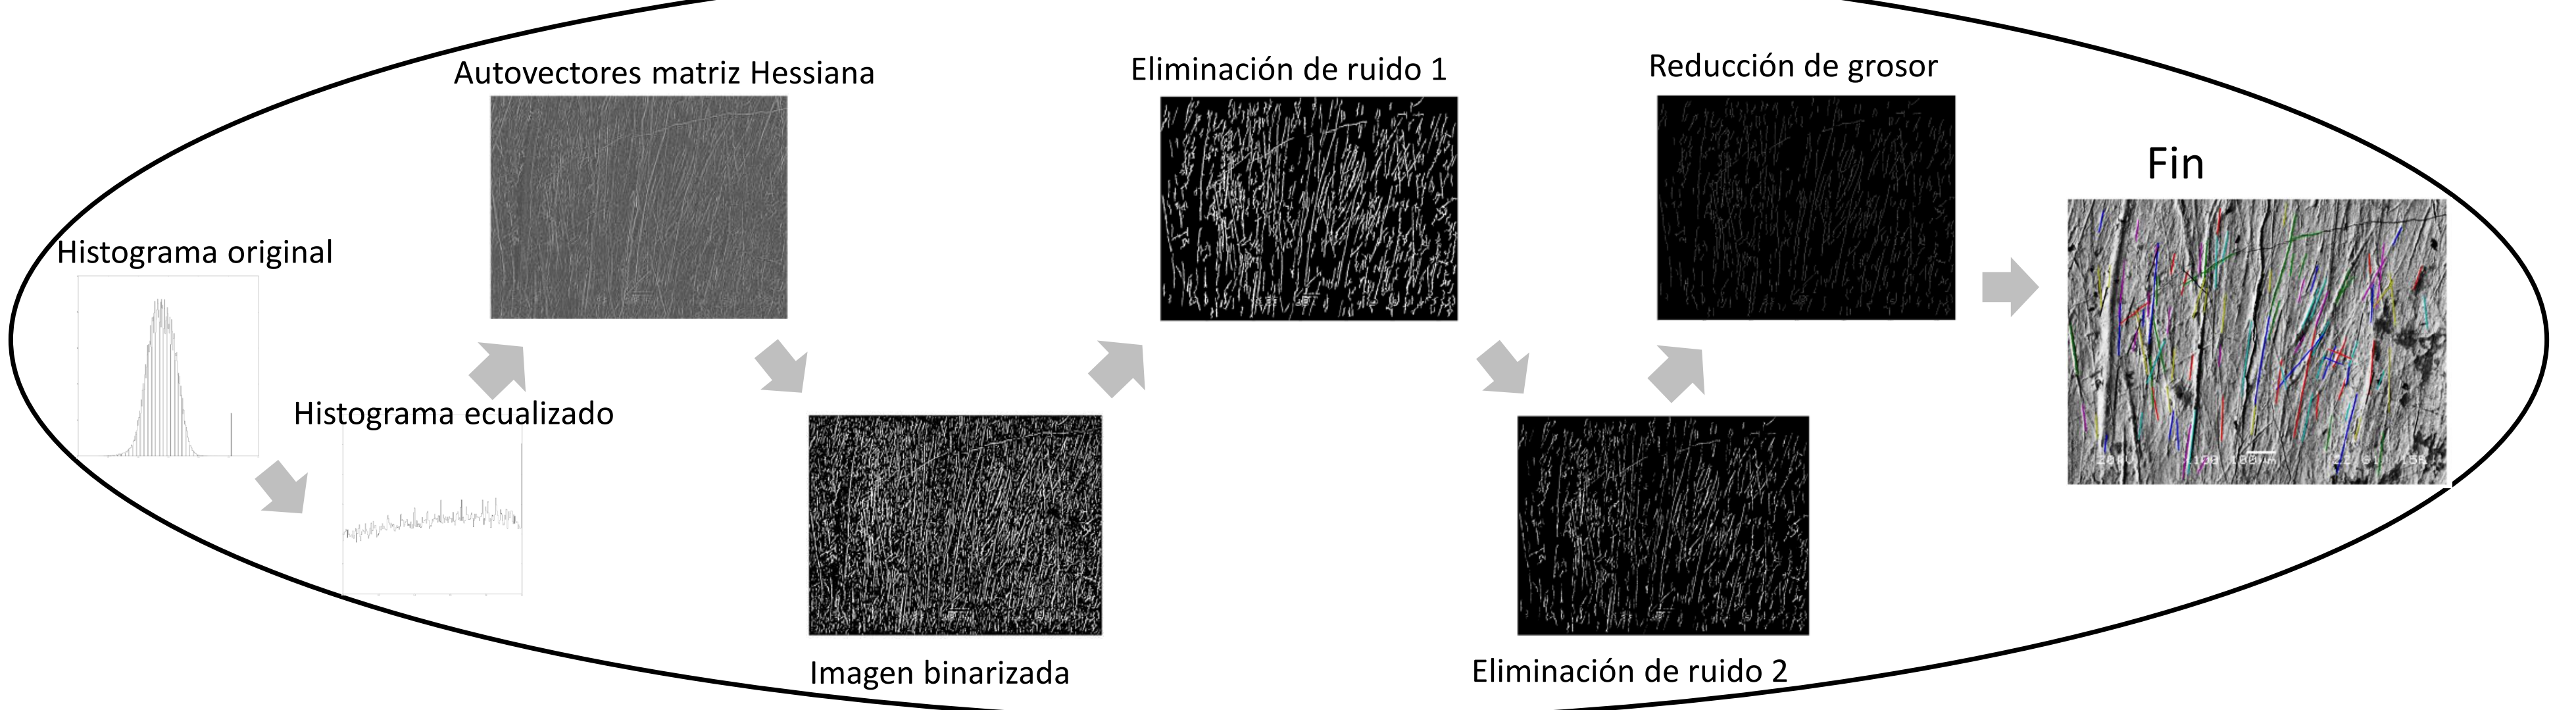 Histograma original
Histograma ecualizado
Autovectores matriz Hessiana
Imagen binarizada
Eliminación de ruido 1
Eliminación de ruido 2
Reducción de grosor
Fin